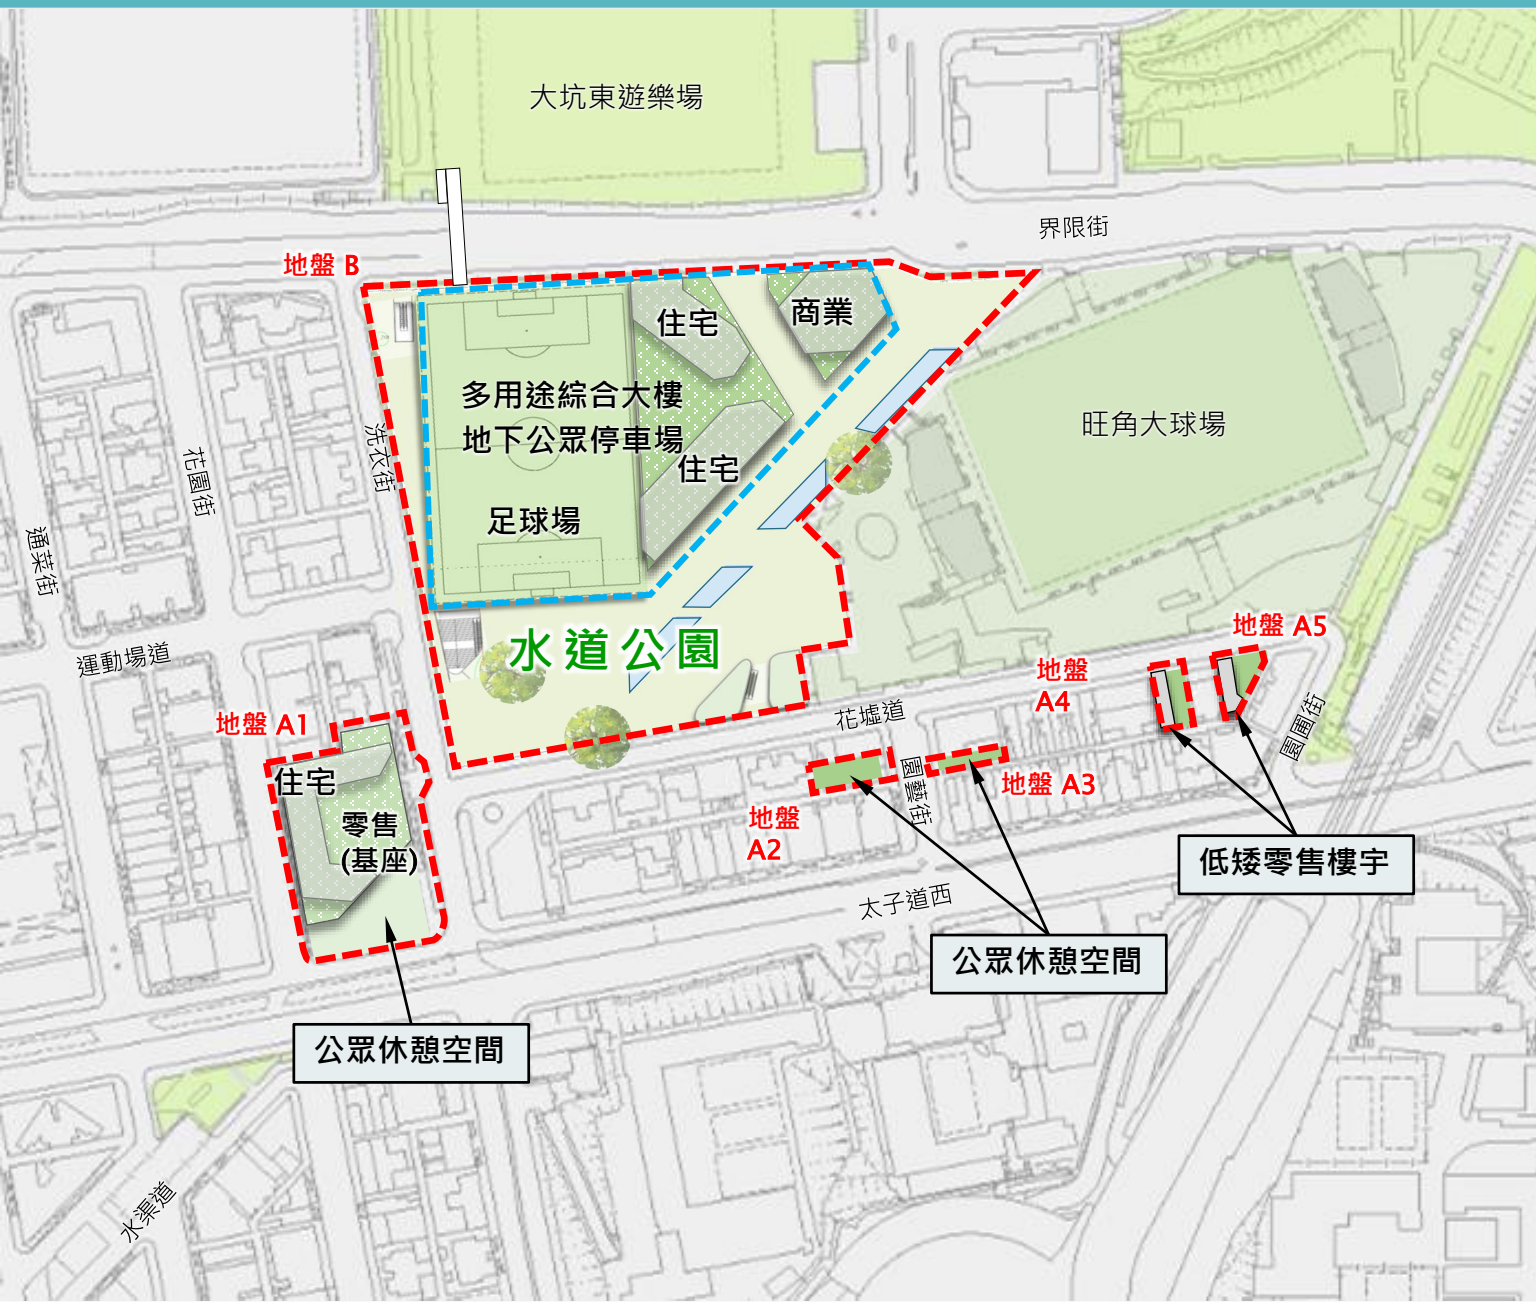 大坑東遊樂場
界限街
地盤 B
住宅
商業
多用途綜合大樓
地下公眾停車場
住宅
足球場
旺角大球場
洗衣街
花園街
通菜街
運動場道
水道公園
地盤 A5
地盤
A4
地盤 A1
花墟道
園圃街
住宅
零售
(基座)
園藝街
地盤 A3
地盤
A2
低矮零售樓宇
太子道西
公眾休憩空間
公眾休憩空間
水渠道